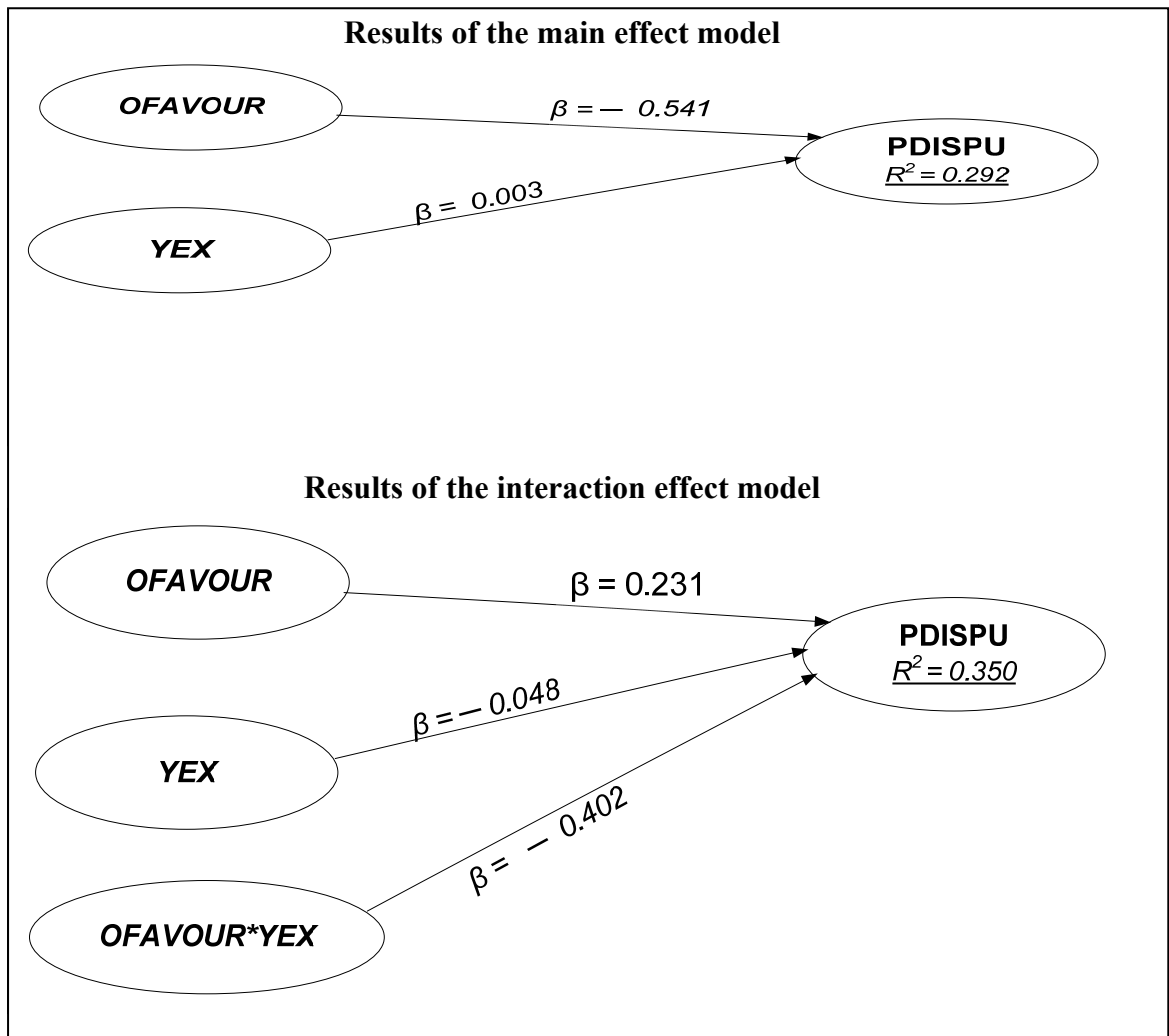 Results of the main effect model
OFAVOUR
β = — 0.541
PDISPU
R² = 0.292
β = 0.003
YEX
Results of the interaction effect model
OFAVOUR
β = 0.231
PDISPU
R² = 0.350
β = — 0.048
YEX
β = — 0.402
OFAVOUR*YEX